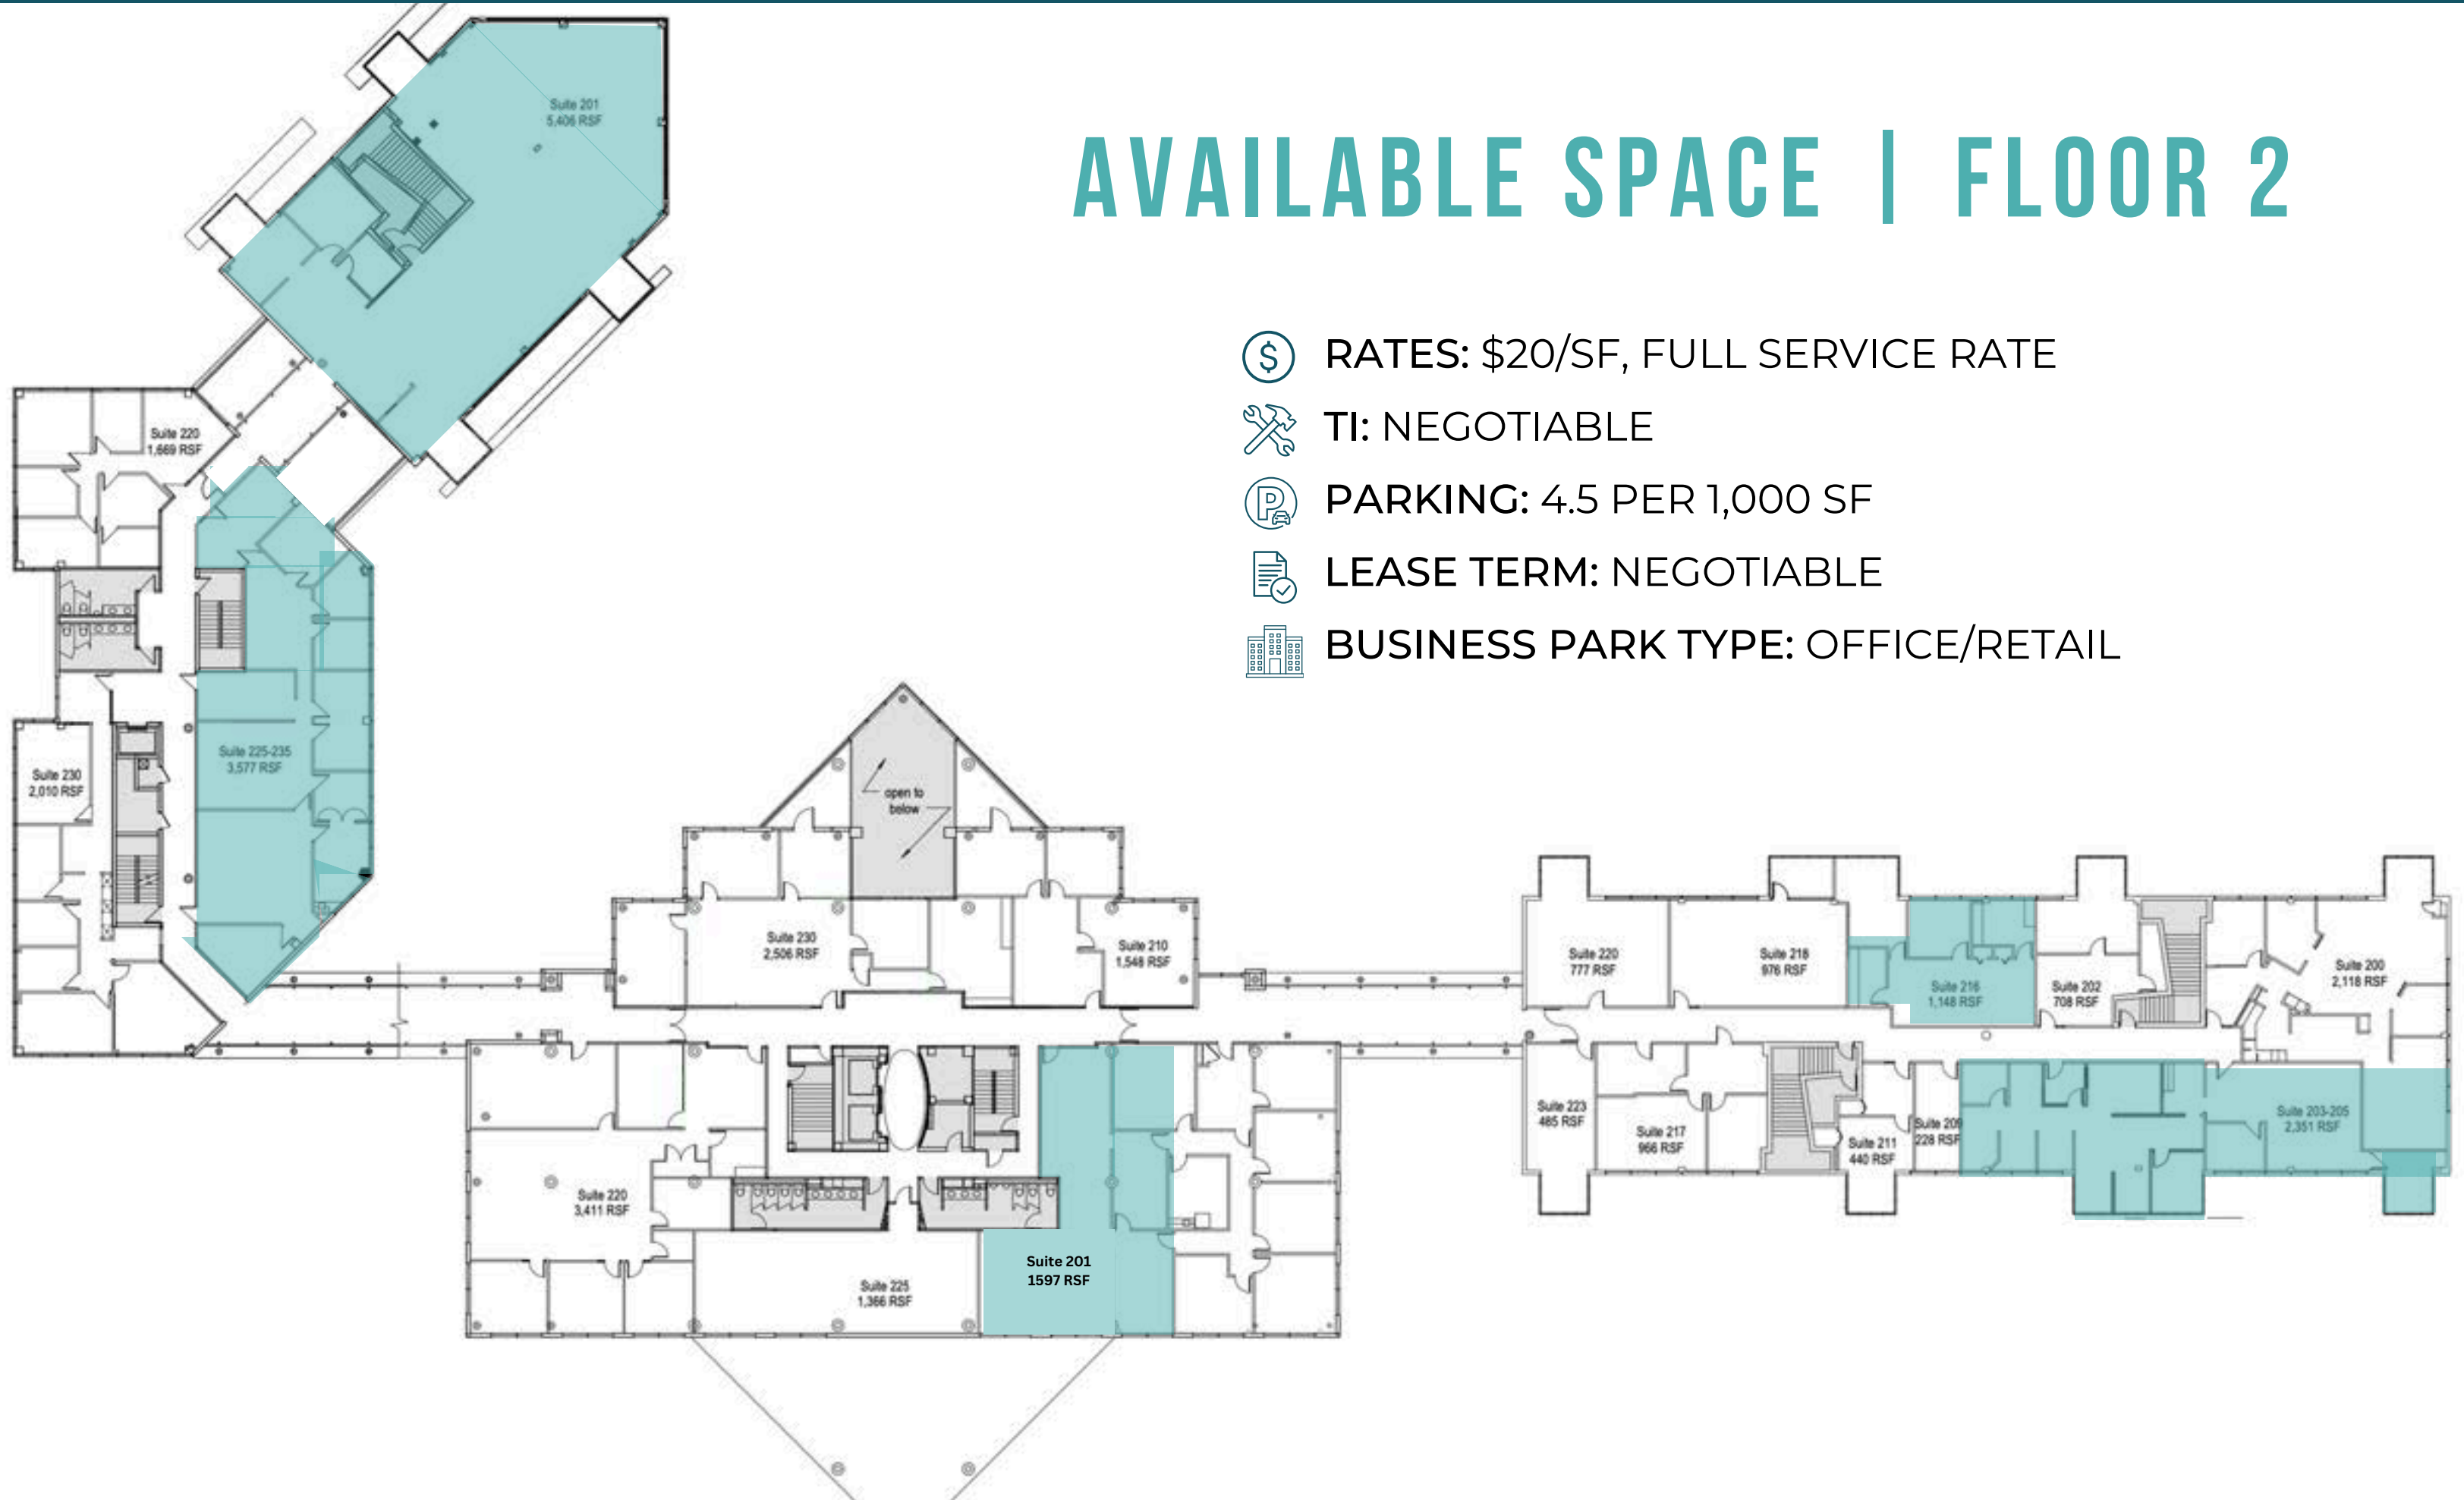 AVAILABLE SPACE | FLOOR 2
RATES: $20/SF, FULL SERVICE RATE
TI: NEGOTIABLE
PARKING: 4.5 PER 1,000 SF
LEASE TERM: NEGOTIABLE
BUSINESS PARK TYPE: OFFICE/RETAIL
Suite 201
5,406 RSF
Suite 220
1,669 RSF
Suite 225-235
3,577 RSF
Suite 230
2,010 RSF
open to
below
Suite 230
2,506 RSF
Suite 210
1,548 RSF
Suite 220
3,411 RSF
Suite 225
1,366 RSF
Suite 201
1597 RSF
Suite 220
777 RSF
Suite 218
976 RSF
Suite 216
1,148 RSF
Suite 202
708 RSF
Suite 200
2,118 RSF
Suite 223
485 RSF
Suite 217
966 RSF
Suite 211
440 RSF
Suite 209
228 RSF
Suite 203-205
2,351 RSF